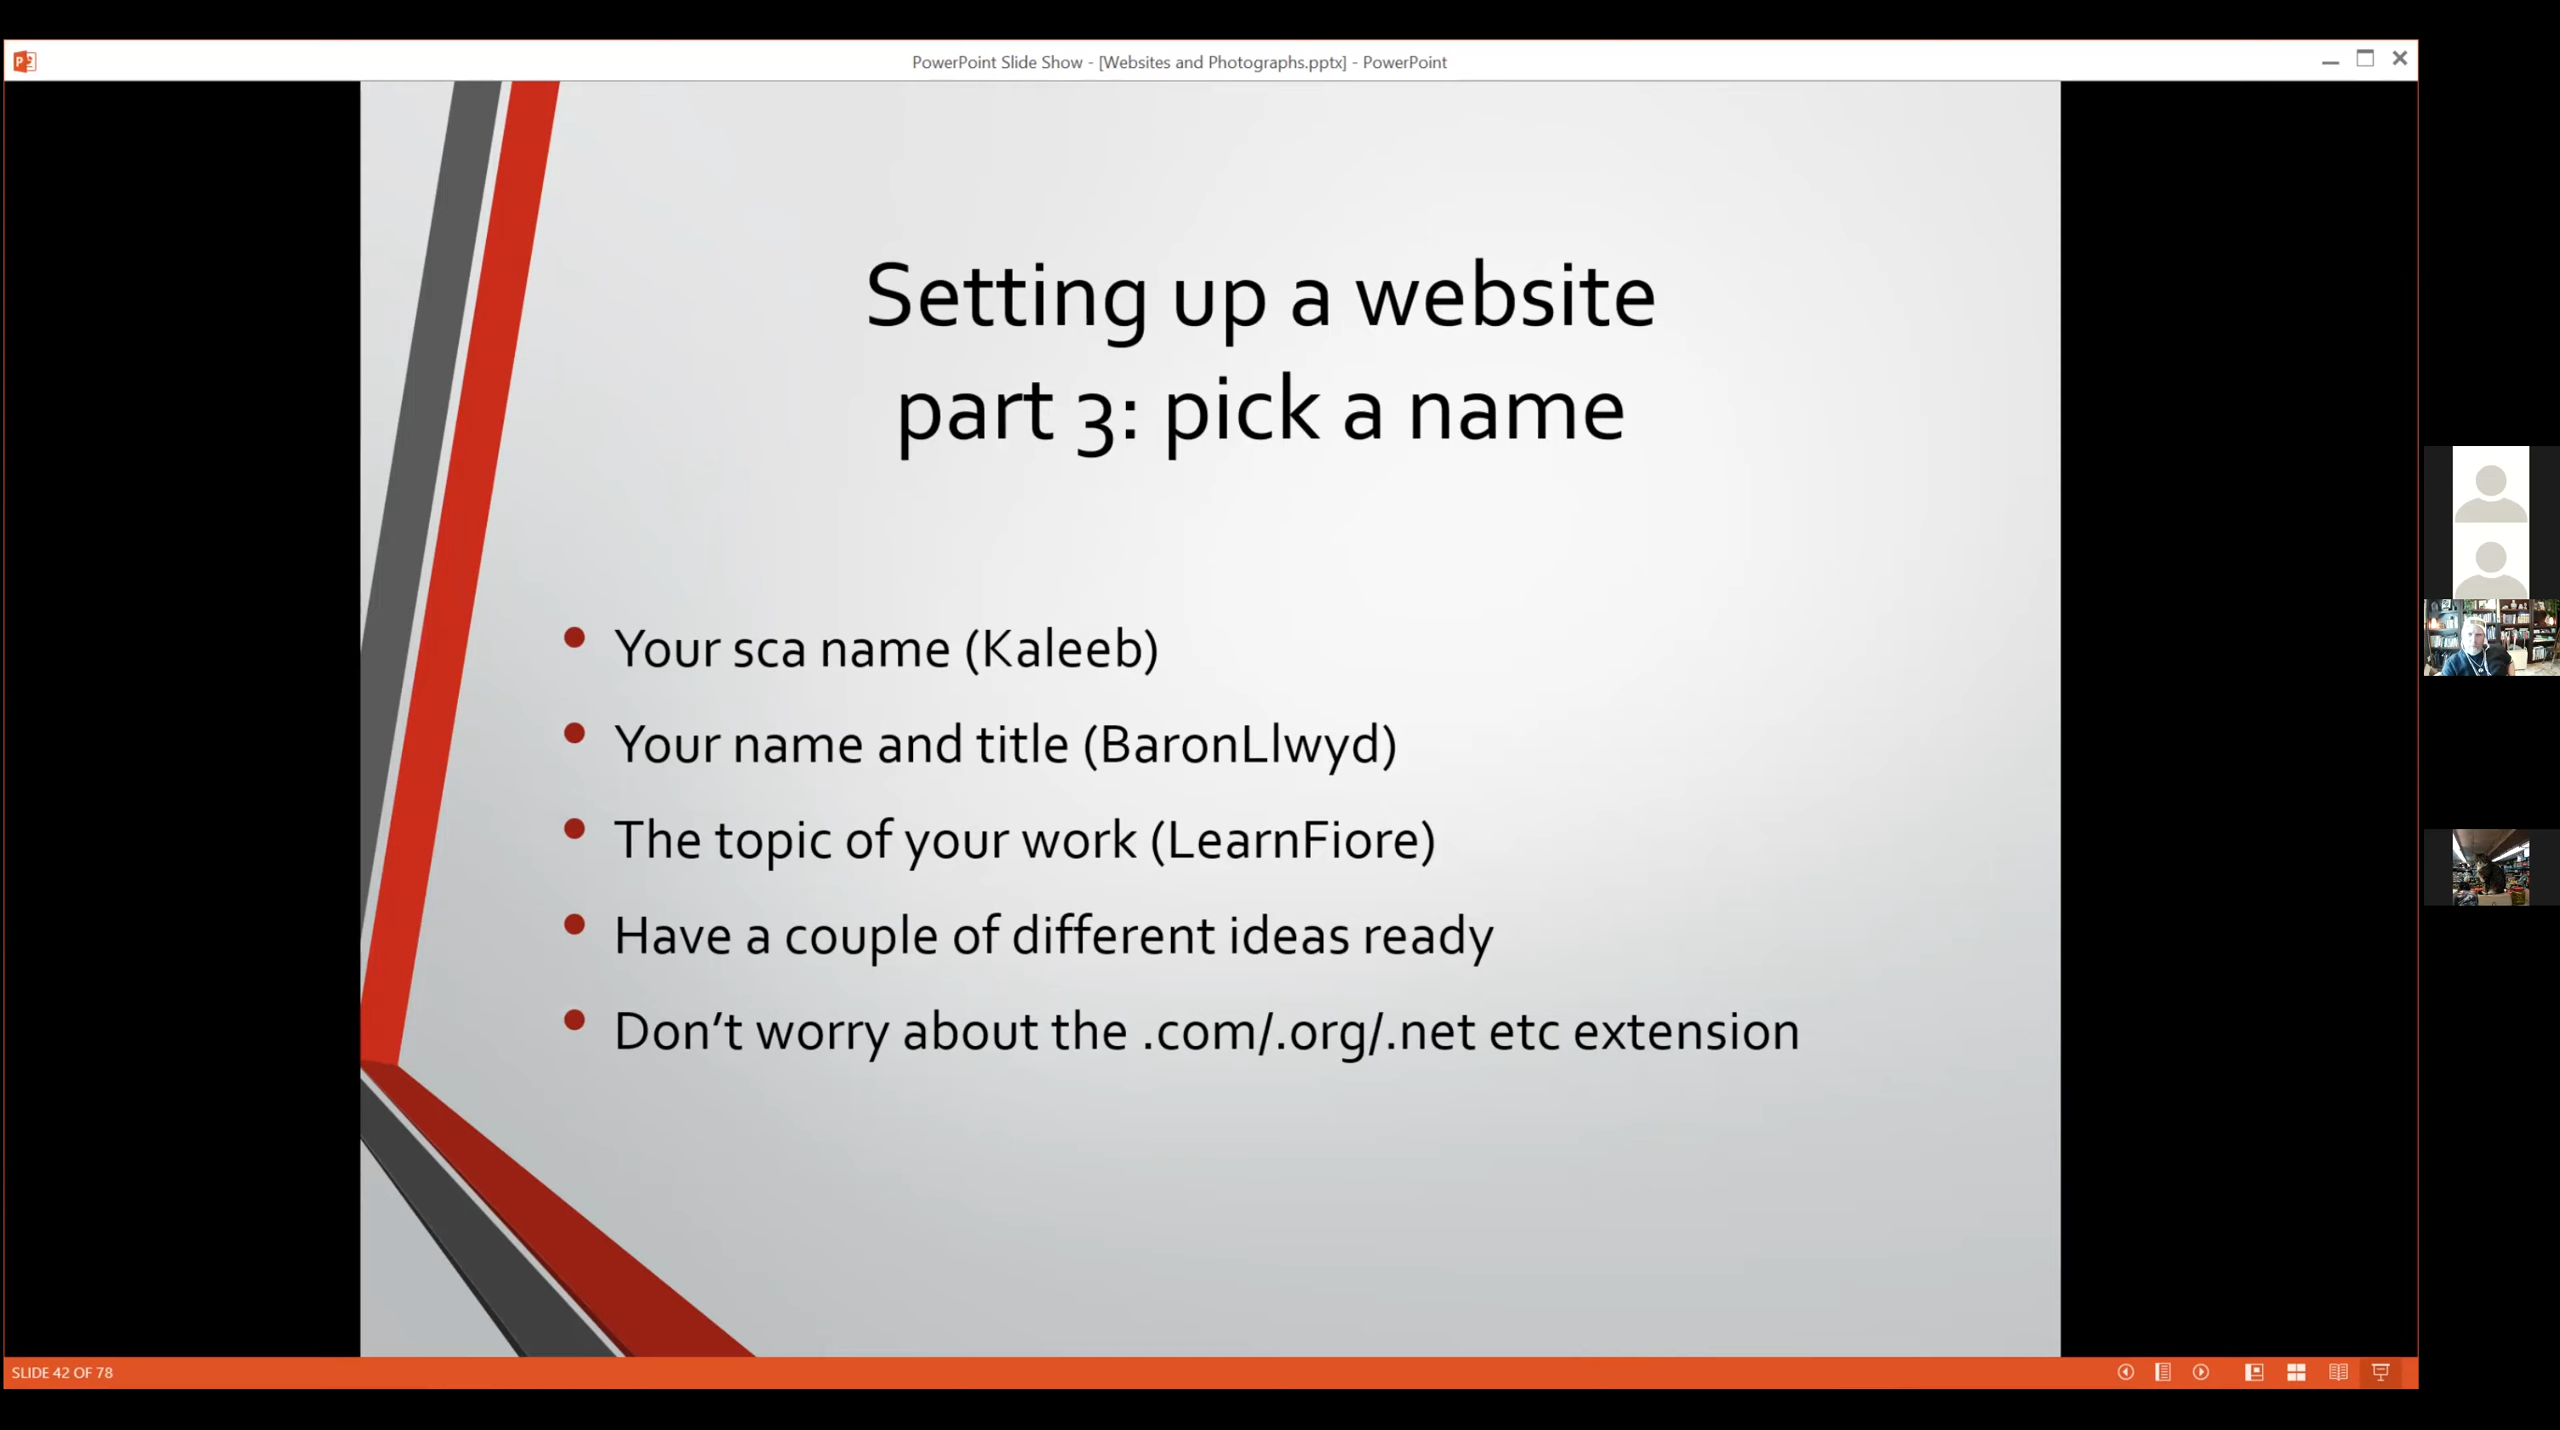 PowerPoint Slide Show - [Websites and Photographs.pptx] - PowerPoint
Setting up a website
part 3: pick a name
• Your sca name (Kaleeb)
• Your name and title (BaronLlwyd)
• The topic of your work (LearnFiore)
• Have a couple of different ideas ready
• Don’t worry about the .com/.org/.net etc extension
SLIDE 42 OF 78